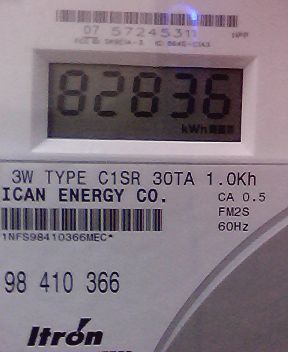 07 57245311
82836
kWh
3W TYPE C1SR 30TA 1.0Kh
ICAN ENERGY CO.
CA 0.5
FM2S
60Hz
1NFS98410366MEC*
98 410 366
Itron